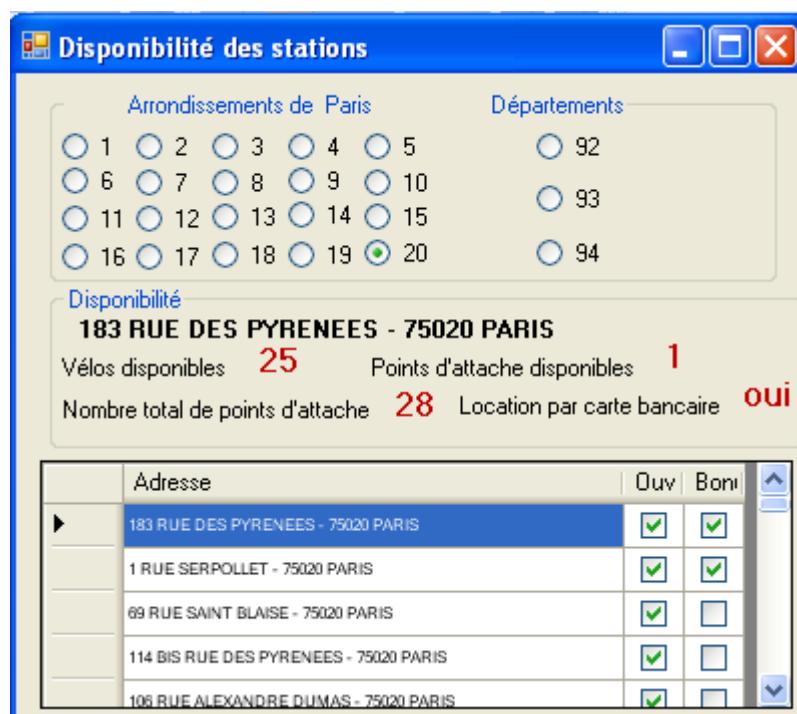 Disponibilité des stations
Arrondissements de Paris Départements
1 2 3 4 5 92
6 7 8 9 10
93
11 12 13 14 15
16 17 18 19 20 94
Disponibilité
183 RUE DES PYRENEES - 75020 PARIS
Vélos disponibles 25 Points d'attache disponibles 1
Nombre total de points d'attache 28 Location par carte bancaire oui
Adresse Ouv Bon
183 RUE DES PYRENEES - 75020 PARIS
1 RUE SERPOLLET - 75020 PARIS
69 RUE SAINT BLAISE - 75020 PARIS
114 BIS RUE DES PYRENEES - 75020 PARIS
106 RUE ALEXANDRE DUMAS - 75020 PARIS